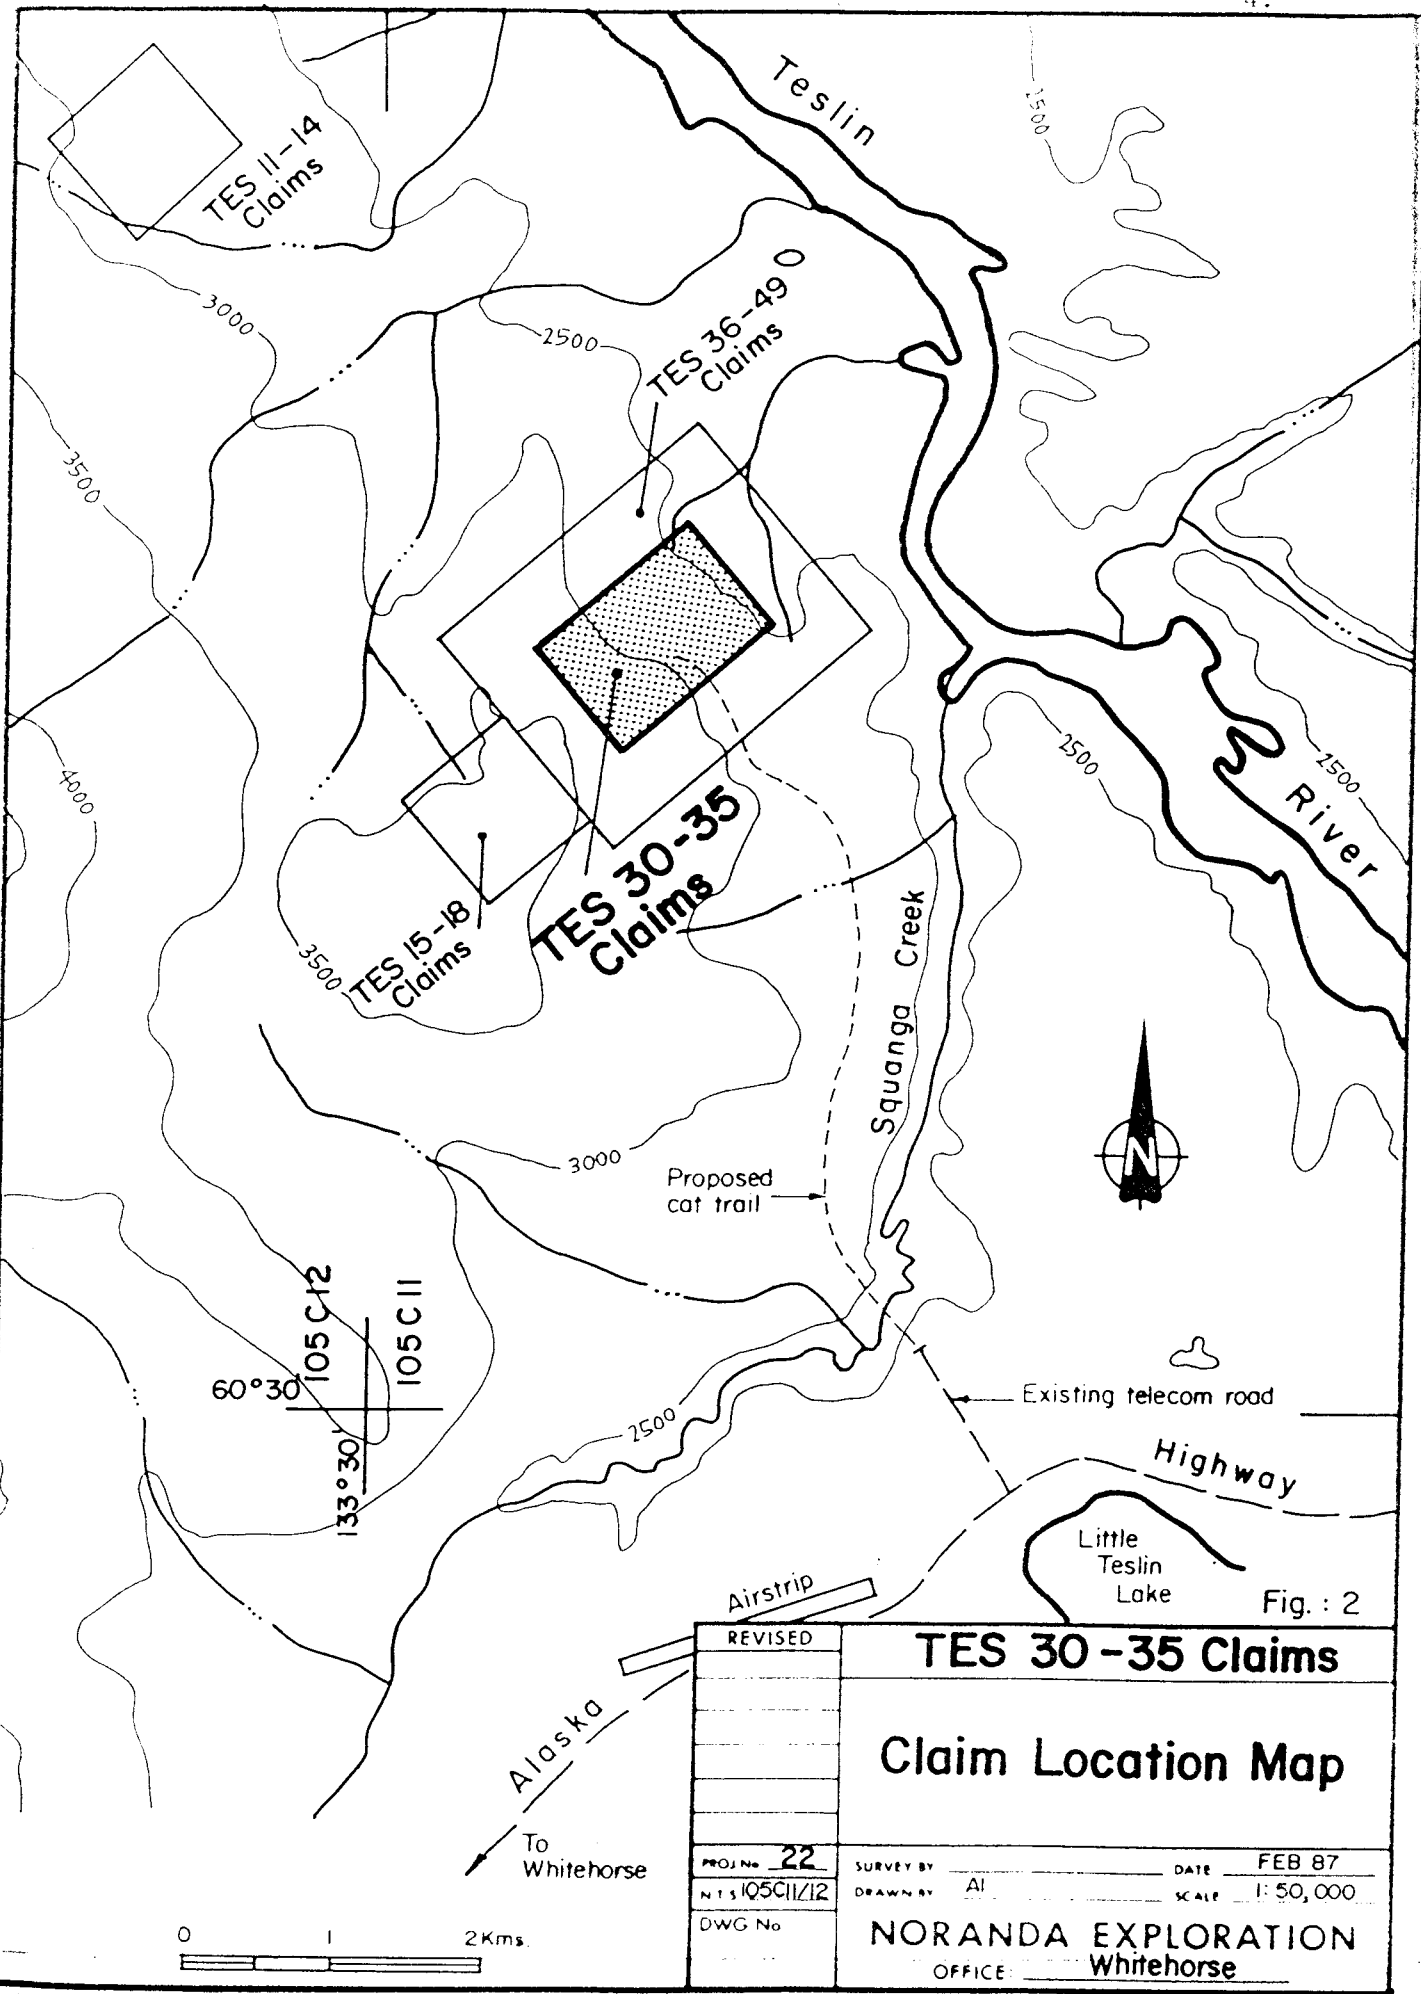 4.
Teslin
2500
TES 11-14
Claims
3000
2500
TES 36-49
Claims
3500
4000
2500
2500
River
TES 30-35
Claims
TES 15-18
Claims
3500
Squanga Creek
3000
Proposed
cat trail
N
105C12
105C11
60°30'
133°30'
2500
Existing telecom road
Highway
Little
Teslin
Lake
Airstrip
Fig. : 2
Alaska
To
Whitehorse
0 1 2Kms.
REVISED
TES 30-35 Claims
Claim Location Map
PROJ No 22
SURVEY BY DATE FEB 87
NTS 105C11/12
DRAWN BY Al SCALE 1:50,000
DWG No
NORANDA EXPLORATION
OFFICE: Whitehorse